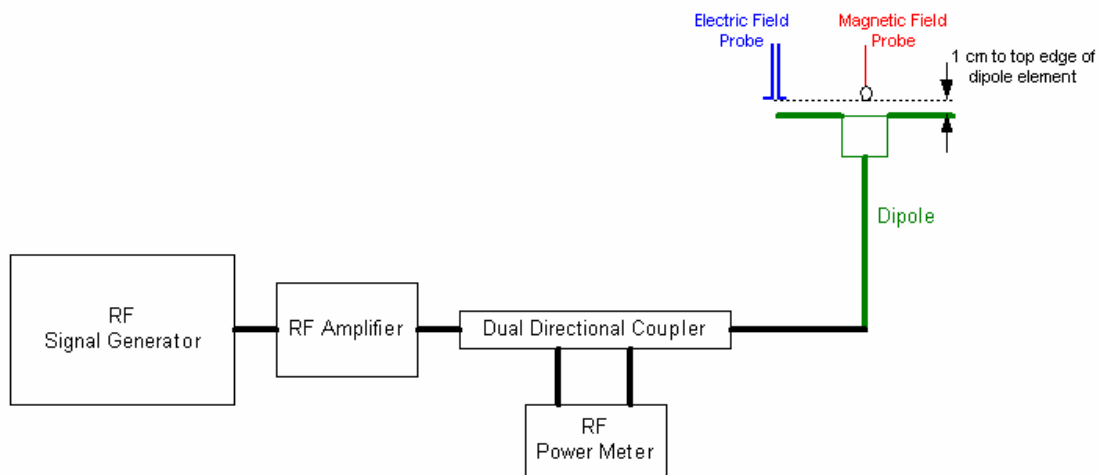 Electric Field
Probe
Magnetic Field
Probe
1 cm to top edge of
dipole element
Dipole
RF
Signal Generator
RF Amplifier
Dual Directional Coupler
RF
Power Meter